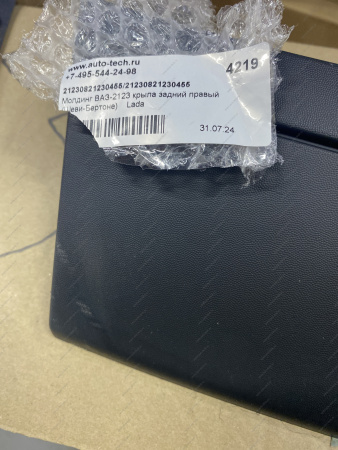 www.auto-tech.ru
+7-495-544-24-98
4219
21230821230455/21230821230455
Молдинг ВАЗ-2123 крыла задний правый
(Шеви-Бертоне) Lada
31.07.24